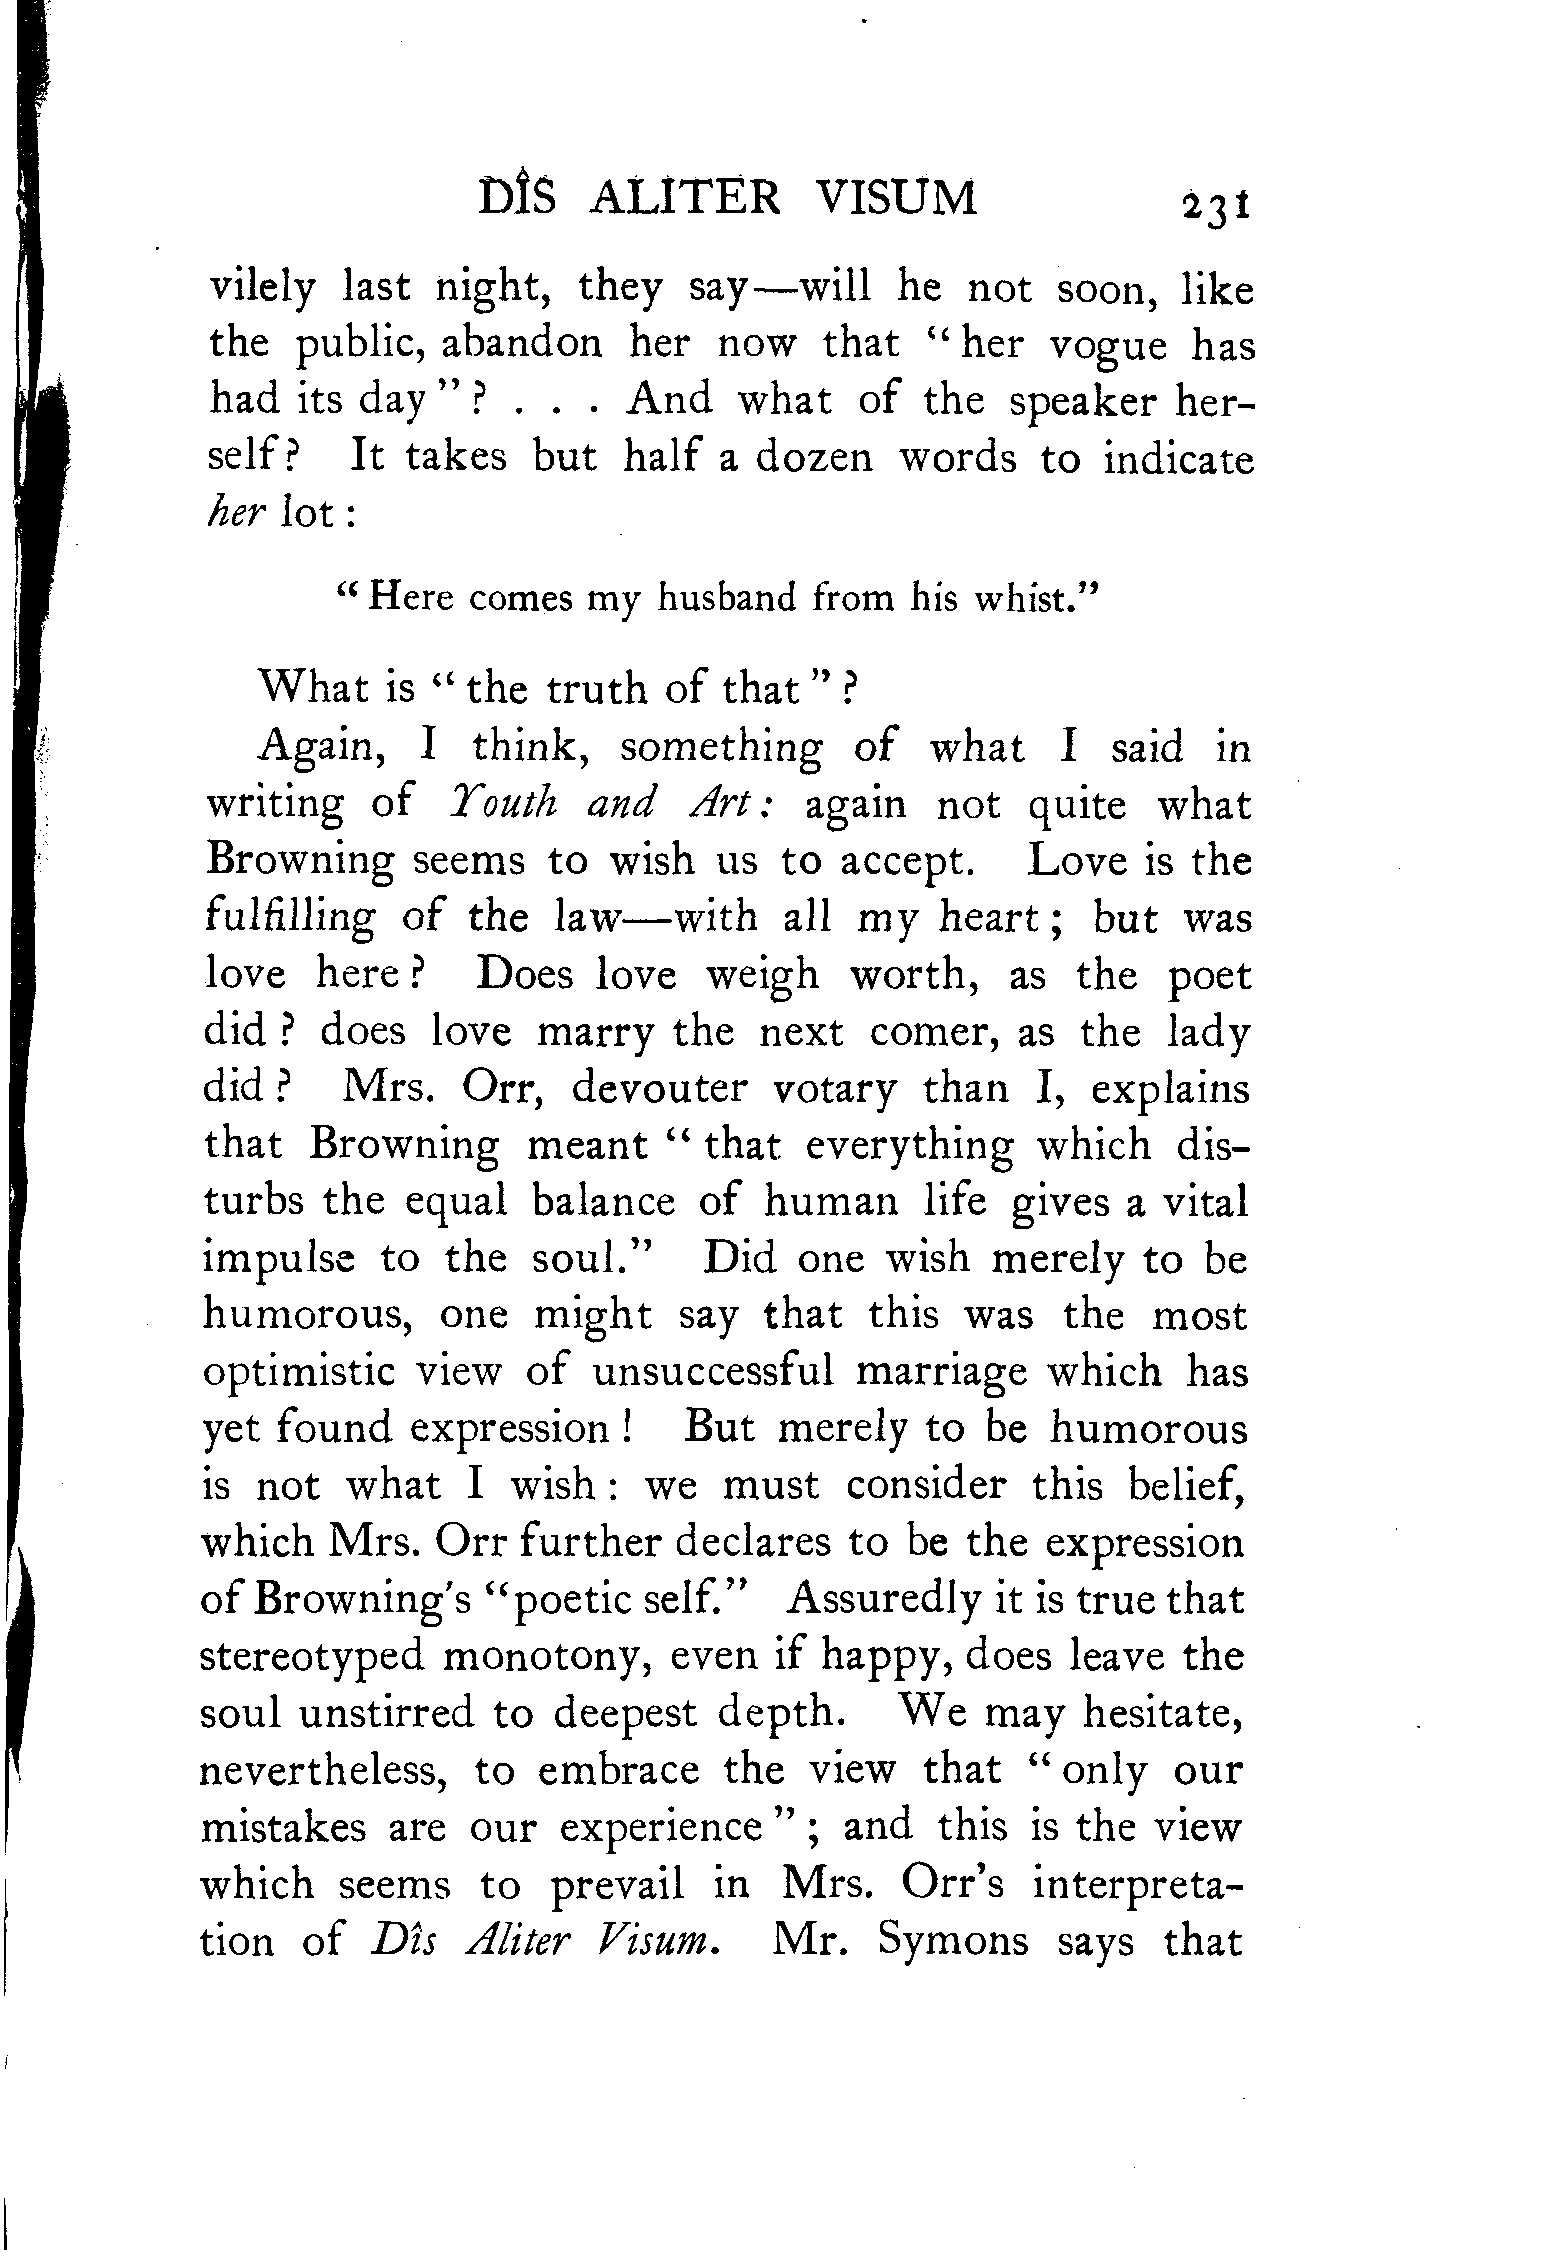 DÎS ALITER VISUM 231
vilely last night, they say—will he not soon, like
the public, abandon her now that “ her vogue has
had its day ” ? . . . And what of the speaker her-
self ? It takes but half a dozen words to indicate
her lot :
“ Here comes my husband from his whist.”
What is “ the truth of that ” ?
Again, I think, something of what I said in
writing of Youth and Art : again not quite what
Browning seems to wish us to accept. Love is the
fulfilling of the law—with all my heart ; but was
love here ? Does love weigh worth, as the poet
did ? does love marry the next comer, as the lady
did ? Mrs. Orr, devouter votary than I, explains
that Browning meant “ that everything which dis-
turbs the equal balance of human life gives a vital
impulse to the soul.” Did one wish merely to be
humorous, one might say that this was the most
optimistic view of unsuccessful marriage which has
yet found expression ! But merely to be humorous
is not what I wish : we must consider this belief,
which Mrs. Orr further declares to be the expression
of Browning's “poetic self.” Assuredly it is true that
stereotyped monotony, even if happy, does leave the
soul unstirred to deepest depth. We may hesitate,
nevertheless, to embrace the view that “ only our
mistakes are our experience ” ; and this is the view
which seems to prevail in Mrs. Orr's interpreta-
tion of Dîs Aliter Visum. Mr. Symons says that